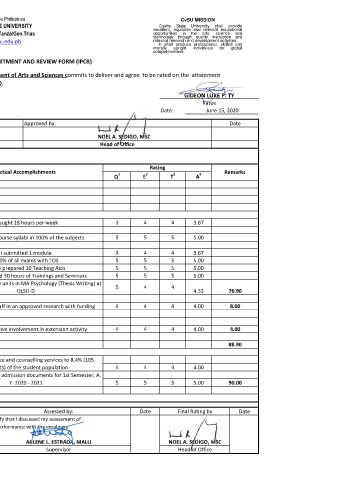 e Philippines
CvSU MISSION
E UNIVERSITY
Cavite State University shall provide
excellent, equitable and relevant educational
opportunities in the arts, science and
technology through quality instruction and
relevant research and development activities.
It shall produce professional, skilled and
morally upright individuals for global
competitiveness.
anza/Gen.Trias
u.edu.ph
MITMENT AND REVIEW FORM (IPCR)
ent of Arts and Sciences commits to deliver and agree to be rated on the attainment
0.
GIDEON LUKE P. TY
Ratee
Date: June 15, 2020
Approved by: Date
NOEL A. SEDIGO, MSC
Head of Office
ctual Accomplishments Rating Remarks
Q1 E2 T3 A4
ught 18 hours per week 3 4 4 3.67
ourse syllabi in 100% of the subjects 5 5 5 5.00
I submitted 1 module 3 4 4 3.67
0% of all exams with TOS 5 5 5 5.00
prepared 10 Teaching Aids 5 5 5 5.00
d 30 hours of Trainings and Seminars 5 5 5 5.00
units in MA Psychology (Thesis Writing) at
DLSU-D 5 4 4 4.33 76.90
aff in an approved research with funding 4 4 4 4.00 8.00
tive involvement in extension activity 4 4 4 4.00 4.00
88.90
ce and counselling services to 8.4% (105
ts) of the student population 4 4 4 4.00
admission documents for 1st Semester, A.
Y. 2020 - 2021 5 5 5 5.00 90.00
Assessed by: Date Final Rating by Date
fy that I discussed my assessment of
erformance with the employee
ARLENE L. ESTRADA, MALLI NOEL A. SEDIGO, MSC
Supervisor Head of Office